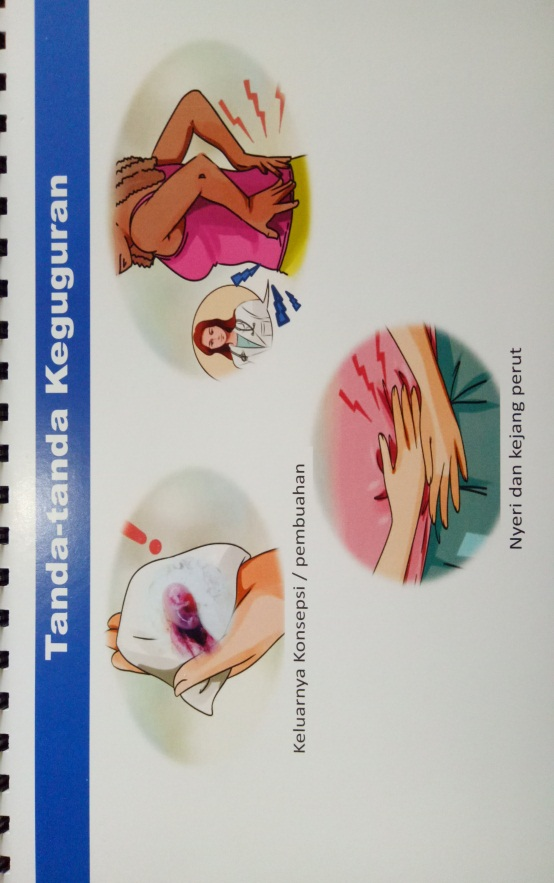 Tanda-tanda Keguguran
Keluarnya Konsepsi / pembuahan
Nyeri dan kejang perut